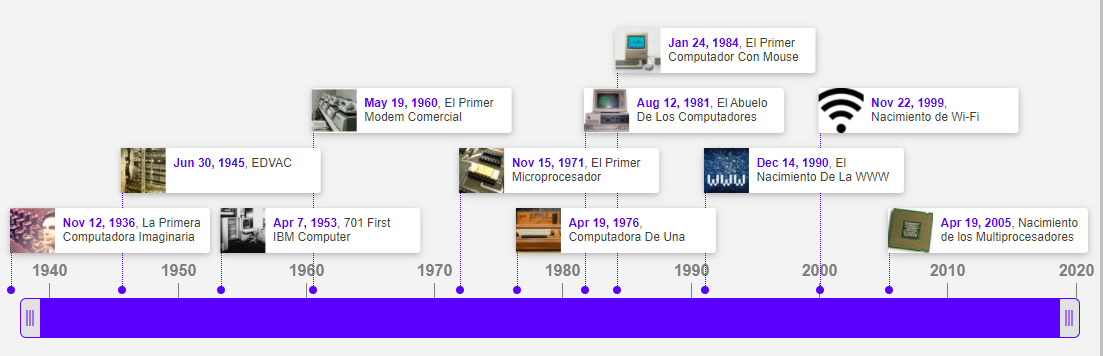 Jan 24, 1984, El Primer
Computador Con Mouse
May 19, 1960, El Primer
Modem Comercial
Aug 12, 1981, El Abuelo
De Los Computadores
Nov 22, 1999,
Nacimiento de Wi-Fi
Jun 30, 1945, EDVAC
Nov 15, 1971, El Primer
Microprocesador
WWW
Dec 14, 1990, El
Nacimiento De La WWW
Nov 12, 1936, La Primera
Computadora Imaginaria
Apr 7, 1953, 701 First
IBM Computer
Apr 19, 1976,
Computadora De Una
Apr 19, 2005, Nacimiento
de los Multiprocesadores
1940 1950 1960 1970 1980 1990 2000 2010 2020